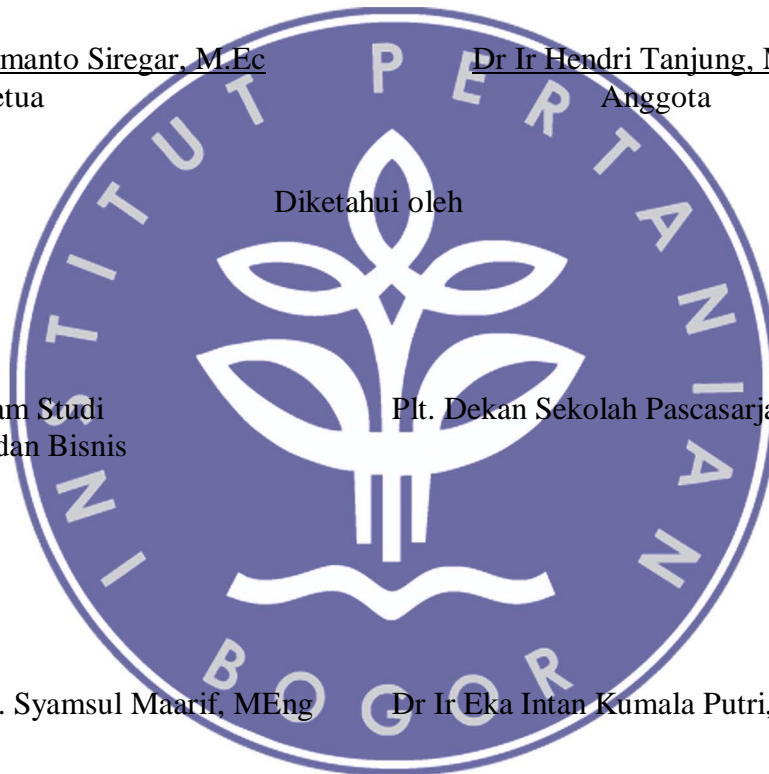 manto Siregar, M.Ec Dr Ir Hendri Tanjung,
etua Anggota
INSTITUT PERTANIAN
Diketahui oleh
am Studi Plt. Dekan Sekolah Pascasarja
dan Bisnis
. Syamsul Maarif, MEng Dr Ir Eka Intan Kumala Putri,
BOGOR